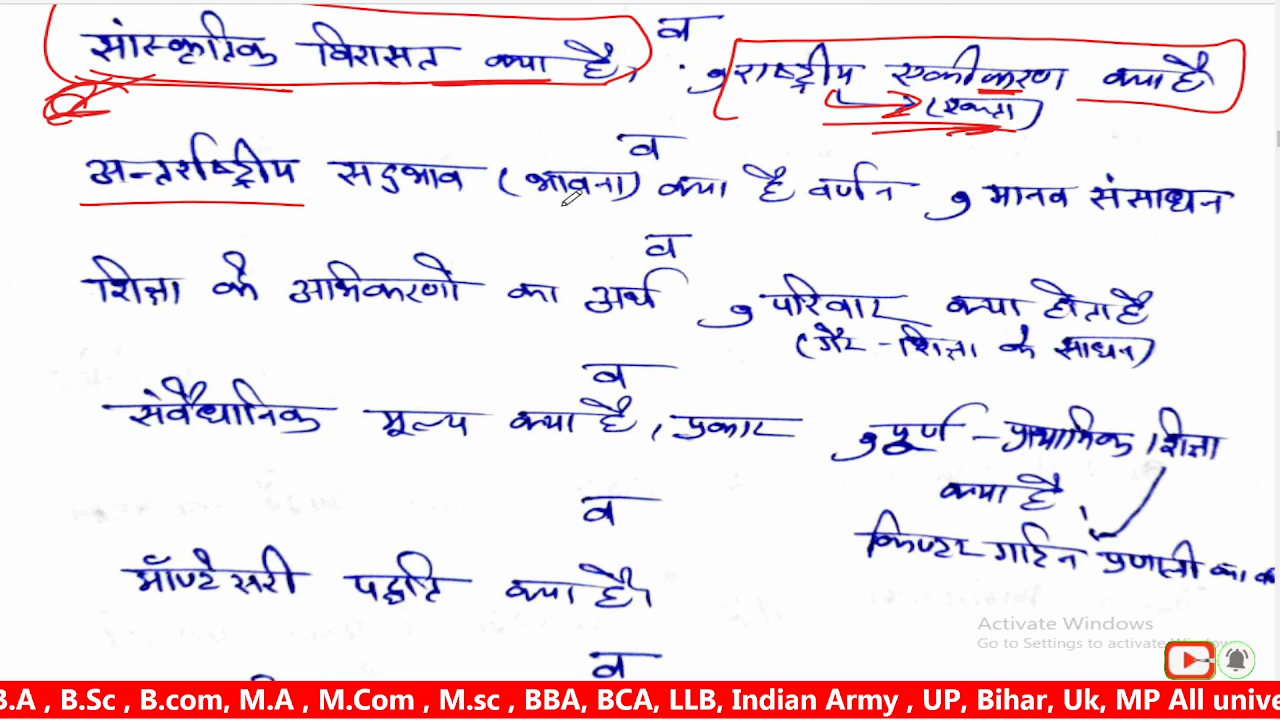 सांस्कृतिक विरासत क्या है, व राष्ट्रीय एकीकरण क्या है
(एकता)
व
अन्तर्राष्ट्रीय सद्भाव (भावना) क्या है वर्णन, मानव संसाधन
व
शिक्षा के अभिकरणो का अर्थ, परिवार क्या होता है
(गैर-शिक्षा के साधन)
व
संवैधानिक मूल्य क्या है, प्रकार, पूर्ण-प्राथमिक शिक्षा
क्या है
व
किण्डर गार्टन प्रणाली का
मॉण्टेसरी पद्धति क्या है।
व
Activate Windows
Go to Settings to activate Windows.
B.A , B.Sc , B.com, M.A , M.Com , M.sc , BBA, BCA, LLB, Indian Army , UP, Bihar, Uk, MP All unive